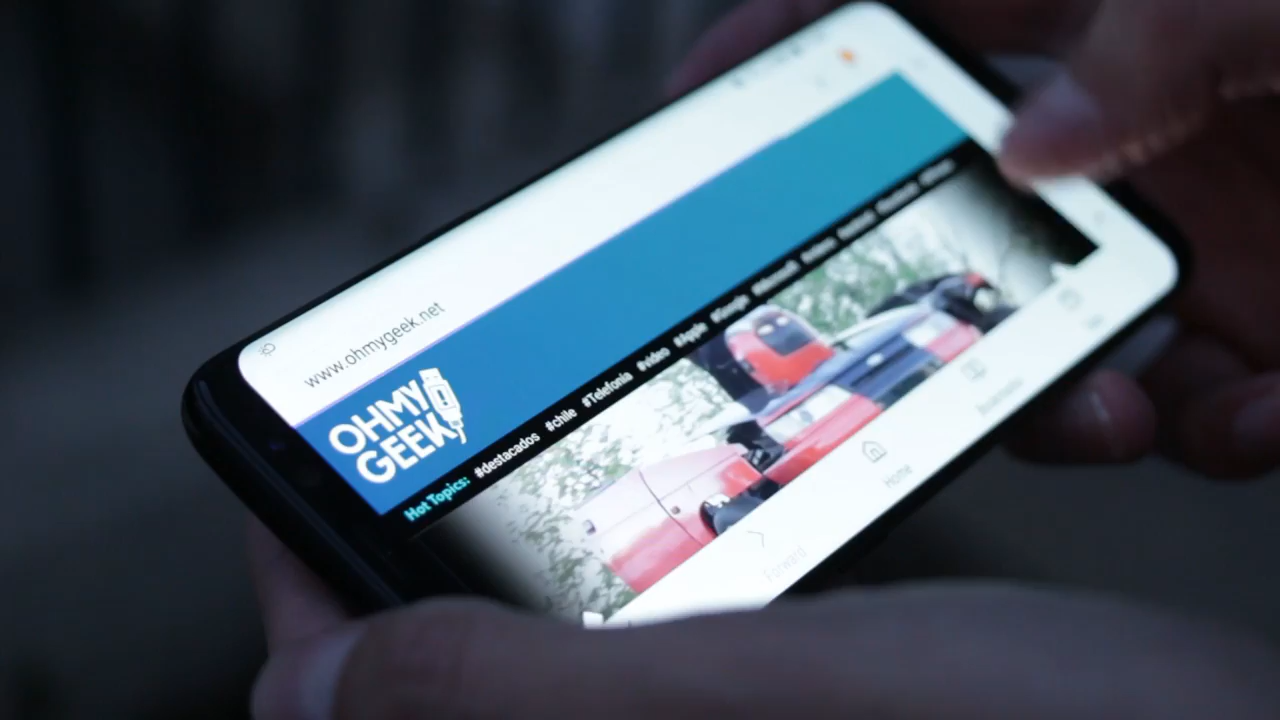 www.ohmygeek.net
OHMY
GEEK
Hot Topics: #destacados #chile #Telefonía #video #Apple #Google #Microsoft
Home
Forward